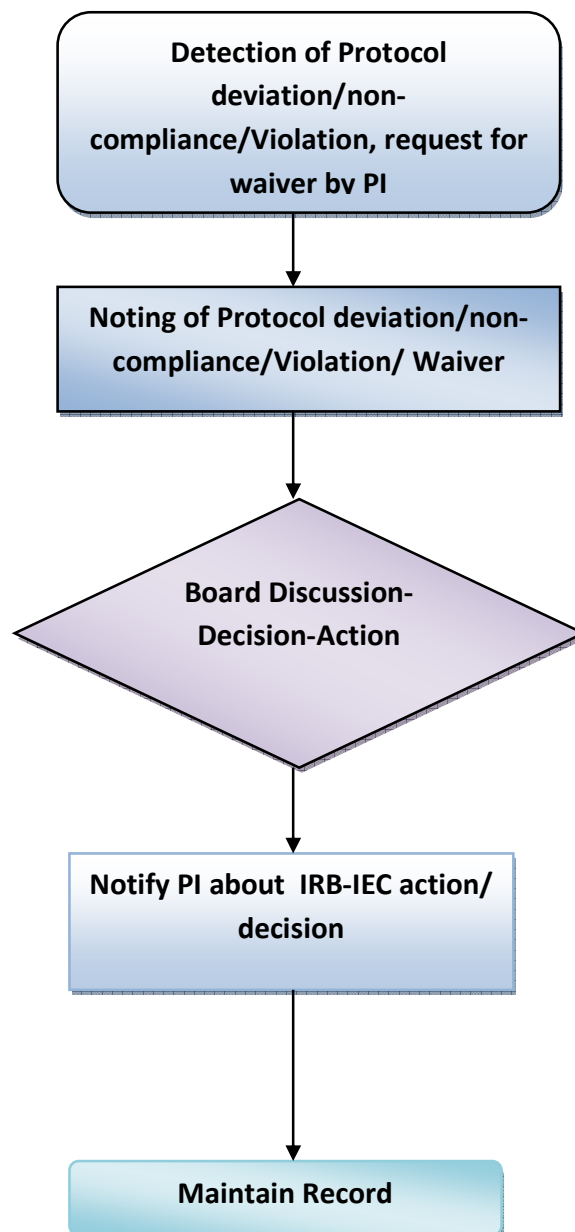 Detection of Protocol
deviation/non-
compliance/Violation, request for
waiver by PI
Noting of Protocol deviation/non-
compliance/Violation/ Waiver
Board Discussion-
Decision-Action
Notify PI about  IRB-IEC action/
decision
Maintain Record